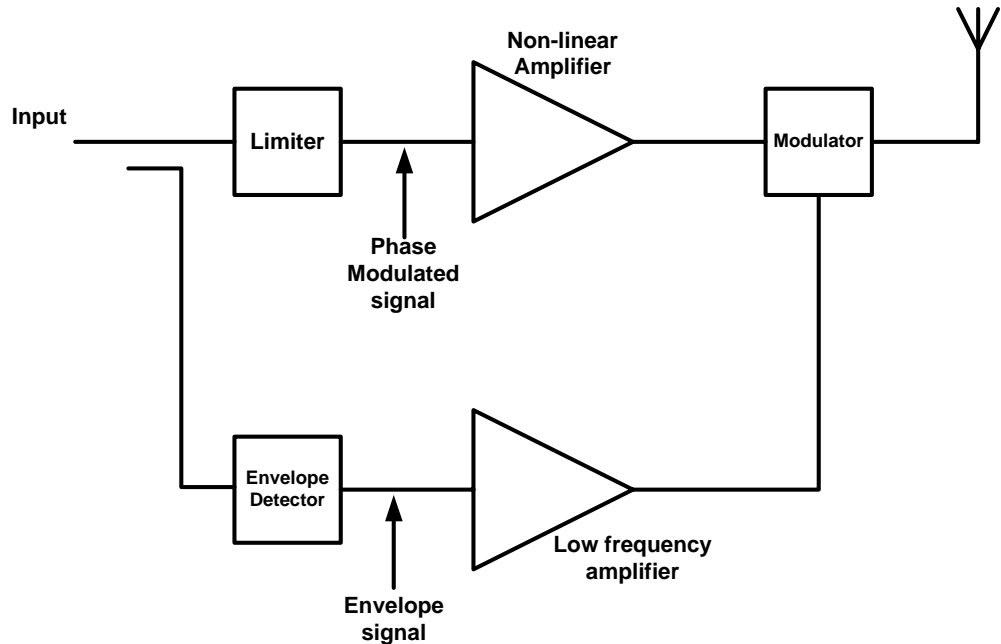 Non-linear
Amplifier
Input
Limiter
Modulator
Phase
Modulated
signal
Envelope
Detector
Low frequency
amplifier
Envelope
signal